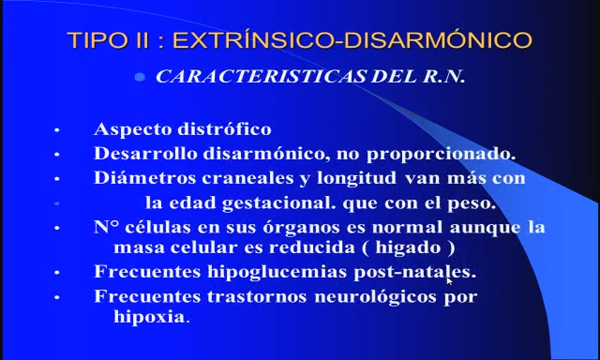 TIPO II : EXTRÍNSICO-DISARMÓNICO
CARACTERISTICAS DEL R.N.
Aspecto distrófico
Desarrollo disarmónico, no proporcionado.
Diámetros craneales y longitud van más con
la edad gestacional. que con el peso.
N° células en sus órganos es normal aunque la
masa celular es reducida ( higado )
Frecuentes hipoglucemias post-natales.
Frecuentes trastornos neurológicos por
hipoxia.